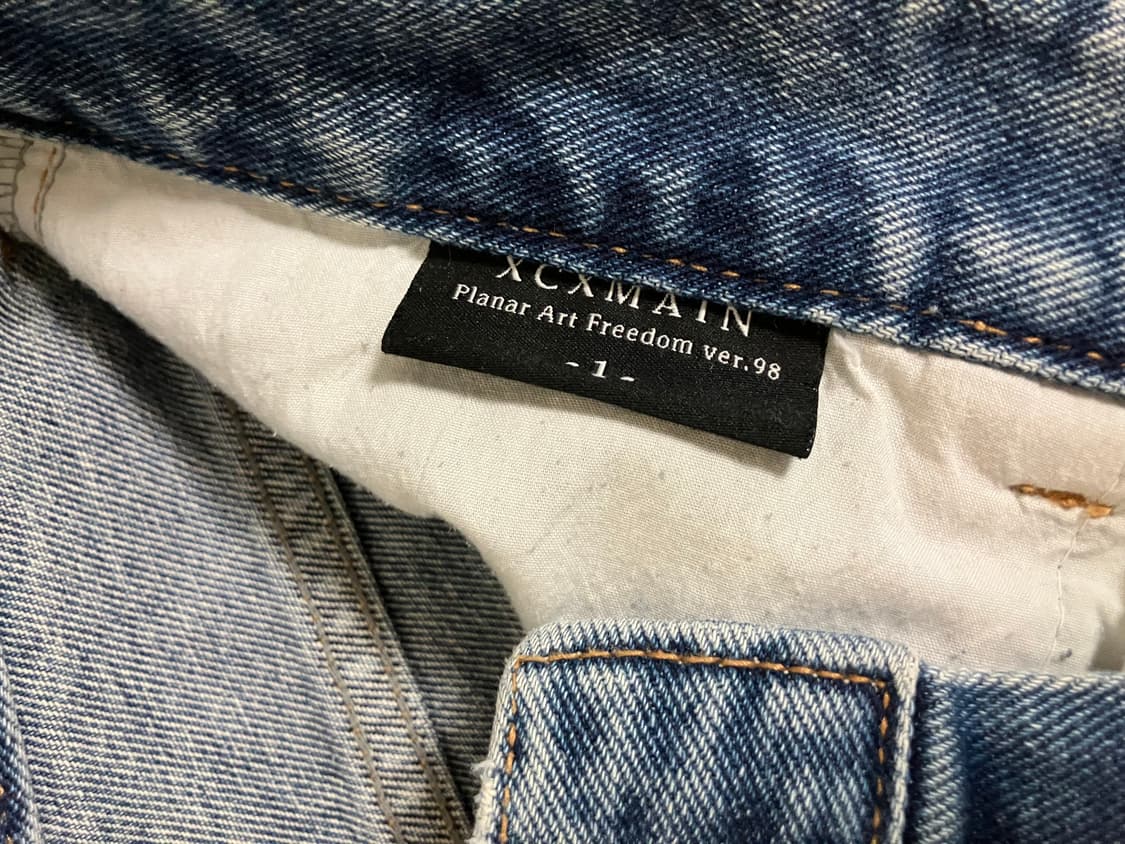 XCXMAIN
Planar Art Freedom ver.98
-1-